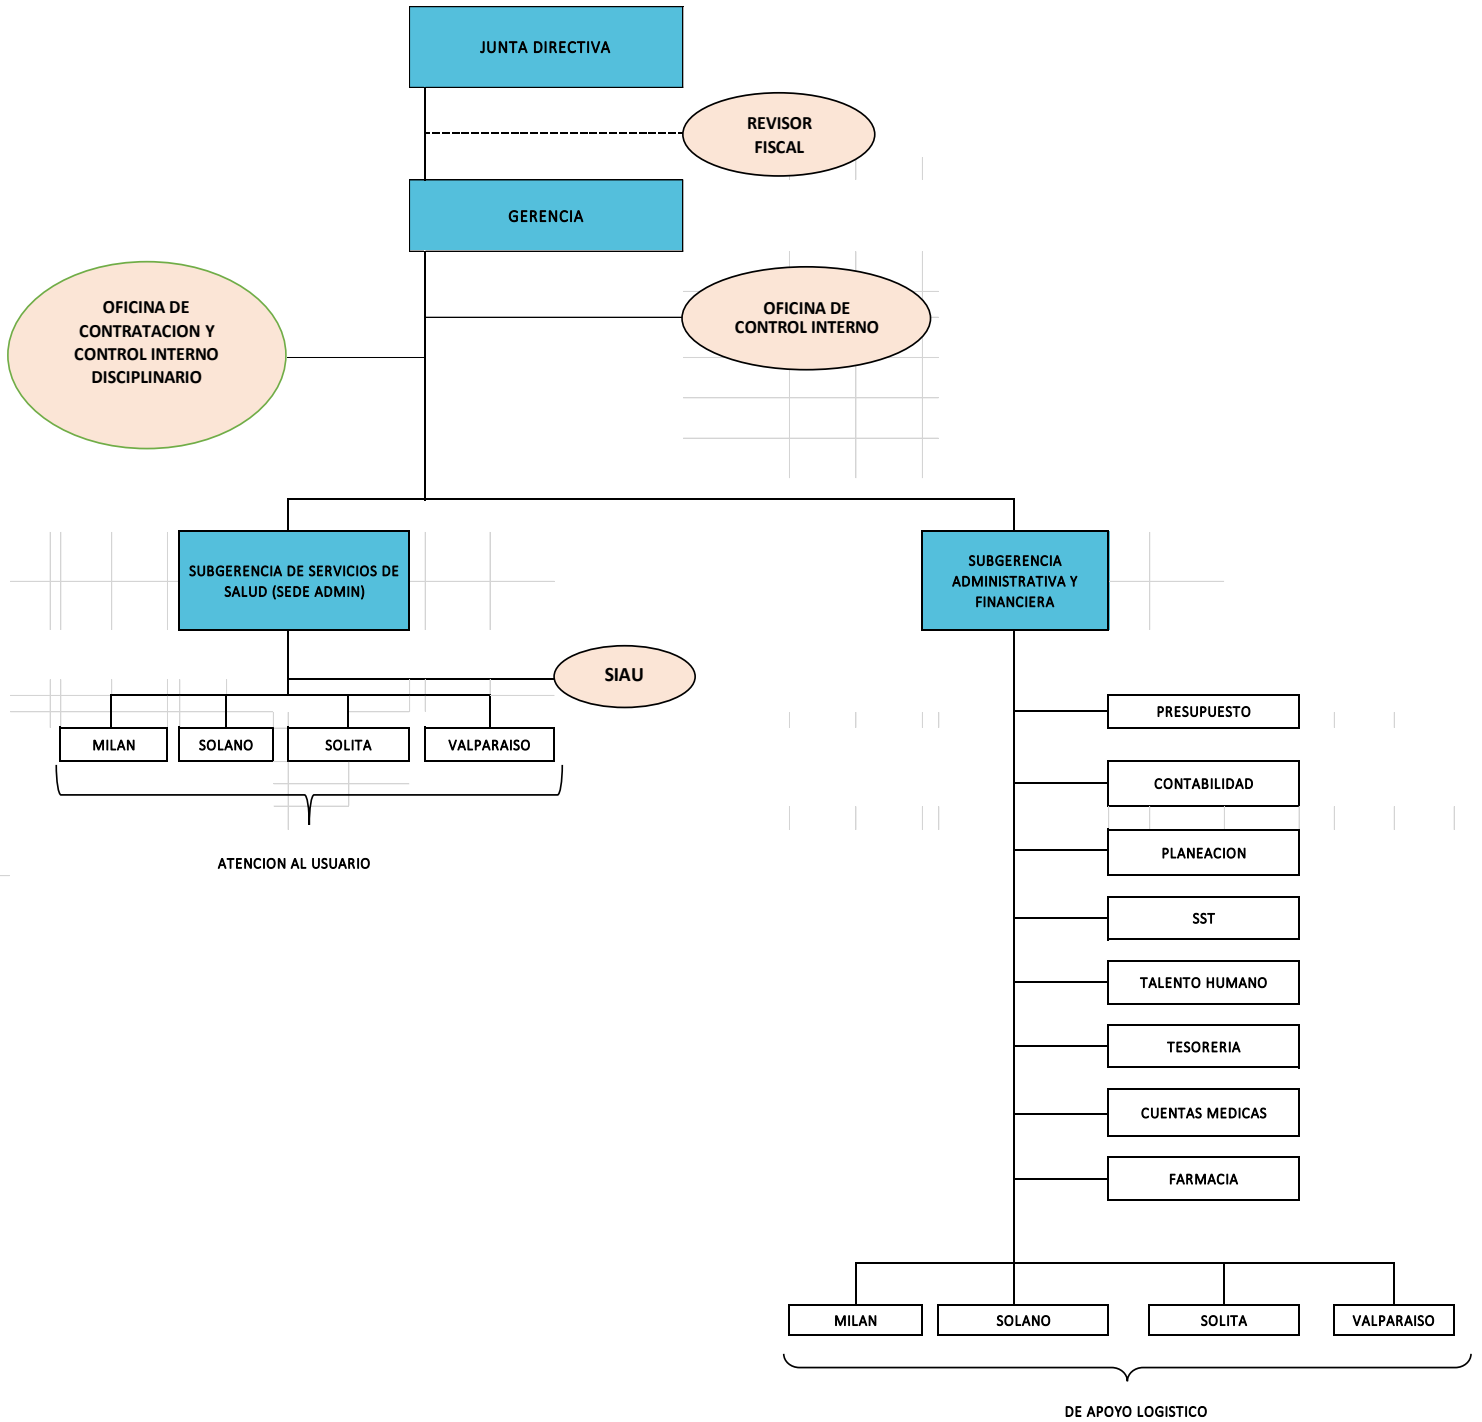 JUNTA DIRECTIVA
REVISOR
FISCAL
GERENCIA
OFICINA DE
CONTRATACION Y
CONTROL INTERNO
DISCIPLINARIO
OFICINA DE
CONTROL INTERNO
SUBGERENCIA DE SERVICIOS DE
SALUD (SEDE ADMIN)
SUBGERENCIA
ADMINISTRATIVA Y
FINANCIERA
SIAU
MILAN
SOLANO
SOLITA
VALPARAISO
ATENCION AL USUARIO
PRESUPUESTO
CONTABILIDAD
PLANEACION
SST
TALENTO HUMANO
TESORERIA
CUENTAS MEDICAS
FARMACIA
MILAN
SOLANO
SOLITA
VALPARAISO
DE APOYO LOGISTICO